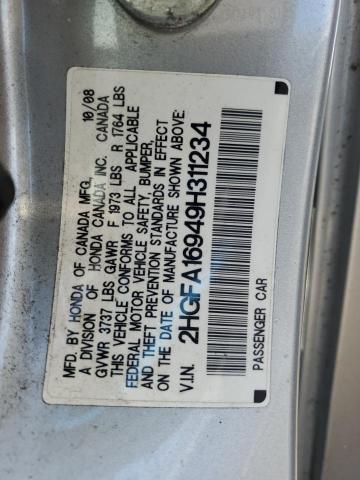 MFD. BY HONDA OF CANADA MFG. 10/08
A DIVISION OF HONDA CANADA INC. CANADA
GVWR 3737 LBS GAWR F 1973 LBS R 1764 LBS
THIS VEHICLE CONFORMS TO ALL APPLICABLE
FEDERAL MOTOR VEHICLE SAFETY, BUMPER,
AND THEFT PREVENTION STANDARDS IN EFFECT
ON THE DATE OF MANUFACTURE SHOWN ABOVE.
V.I.N. 2HGFA16949H311234
PASSENGER CAR